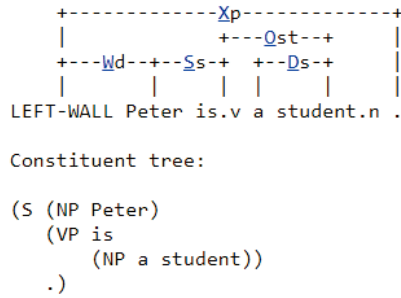 +-------------Xp-------------+
|               +---Ost--+     |
+---Wd--+--Ss-+  +--Ds-+     |
|       |     |  |     |     |
LEFT-WALL Peter is.v a student.n .
Constituent tree:
(S (NP Peter)
(VP is
(NP a student))
.)